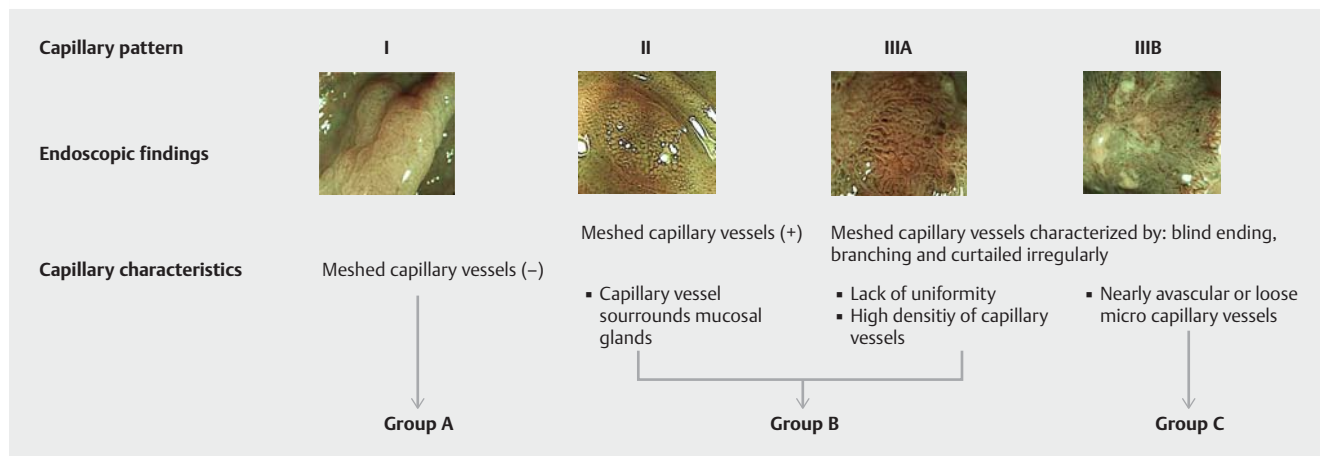 Capillary pattern I II IIIA IIIB
Endoscopic findings
Meshed capillary vessels (+) Meshed capillary vessels characterized by: blind ending,
branching and curtailed irregularly
Capillary characteristics Meshed capillary vessels (–)
▪ Capillary vessel ▪ Lack of uniformity ▪ Nearly avascular or loose
sourrounds mucosal ▪ High densitiy of capillary micro capillary vessels
glands vessels
Group A Group B Group C